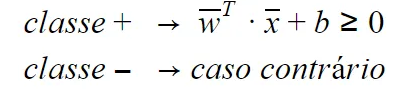 classe + → w̅ᵀ · x̅ + b ≥ 0
classe – → caso contrário